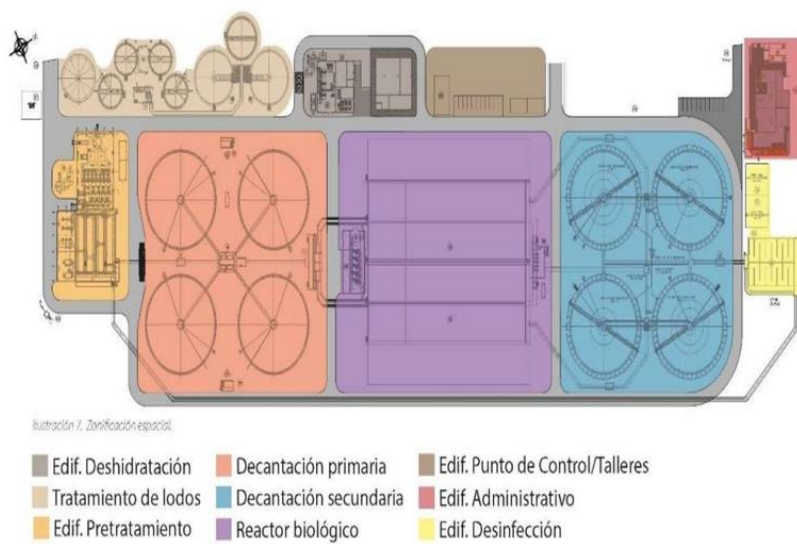 Ilustración 7. Zonificación espacial.
Edif. Deshidratación
Decantación primaria
Edif. Punto de Control/Talleres
Tratamiento de lodos
Decantación secundaria
Edif. Administrativo
Edif. Pretratamiento
Reactor biológico
Edif. Desinfección